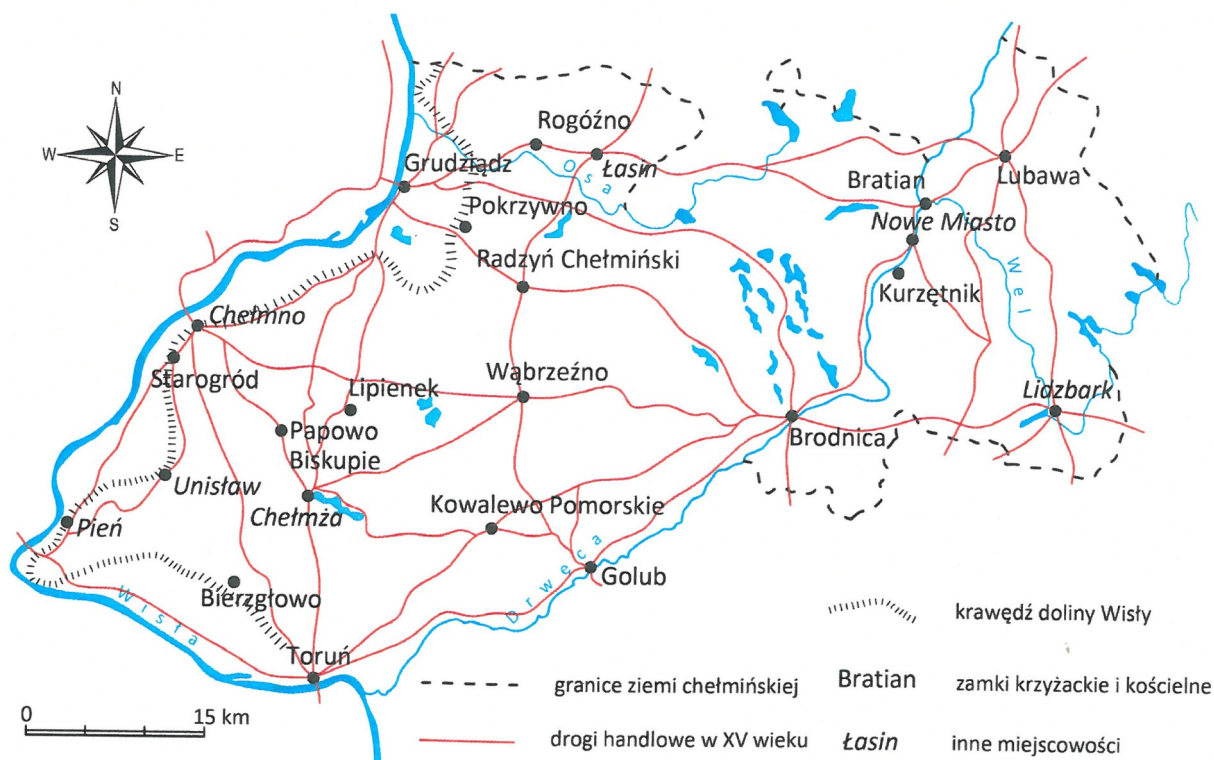 N
W
E
S
Rogóźno
Łasin
Osa
Grudziądz
Pokrzywno
Radzyń Chełmiński
Bratian
Nowe Miasto
Lubawa
Kurzętnik
Wel
Chełmno
Starogród
Lipienek
Wąbrzeźno
Papowo
Biskupie
Brodnica
Lidzbark
Unisław
Chełmża
Pień
Kowalewo Pomorskie
Bierzgłowo
Wisła
Drwęca
Golub
Toruń
0
15 km
krawędź doliny Wisły
granice ziemi chełmińskiej
Bratian
zamki krzyżackie i kościelne
drogi handlowe w XV wieku
Łasin
inne miejscowości